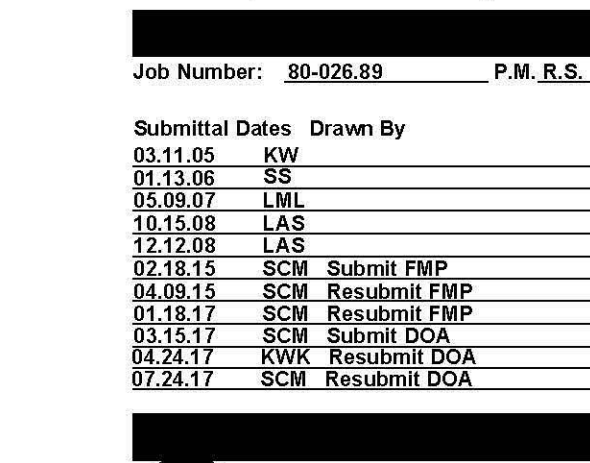 Job Number: 80-026.89 P.M. R.S.
Submittal Dates Drawn By
03.11.05 KW
01.13.06 SS
05.09.07 LML
10.15.08 LAS
12.12.08 LAS
02.18.15 SCM Submit FMP
04.09.15 SCM Resubmit FMP
01.18.17 SCM Resubmit FMP
03.15.17 SCM Submit DOA
04.24.17 KWK Resubmit DOA
07.24.17 SCM Resubmit DOA